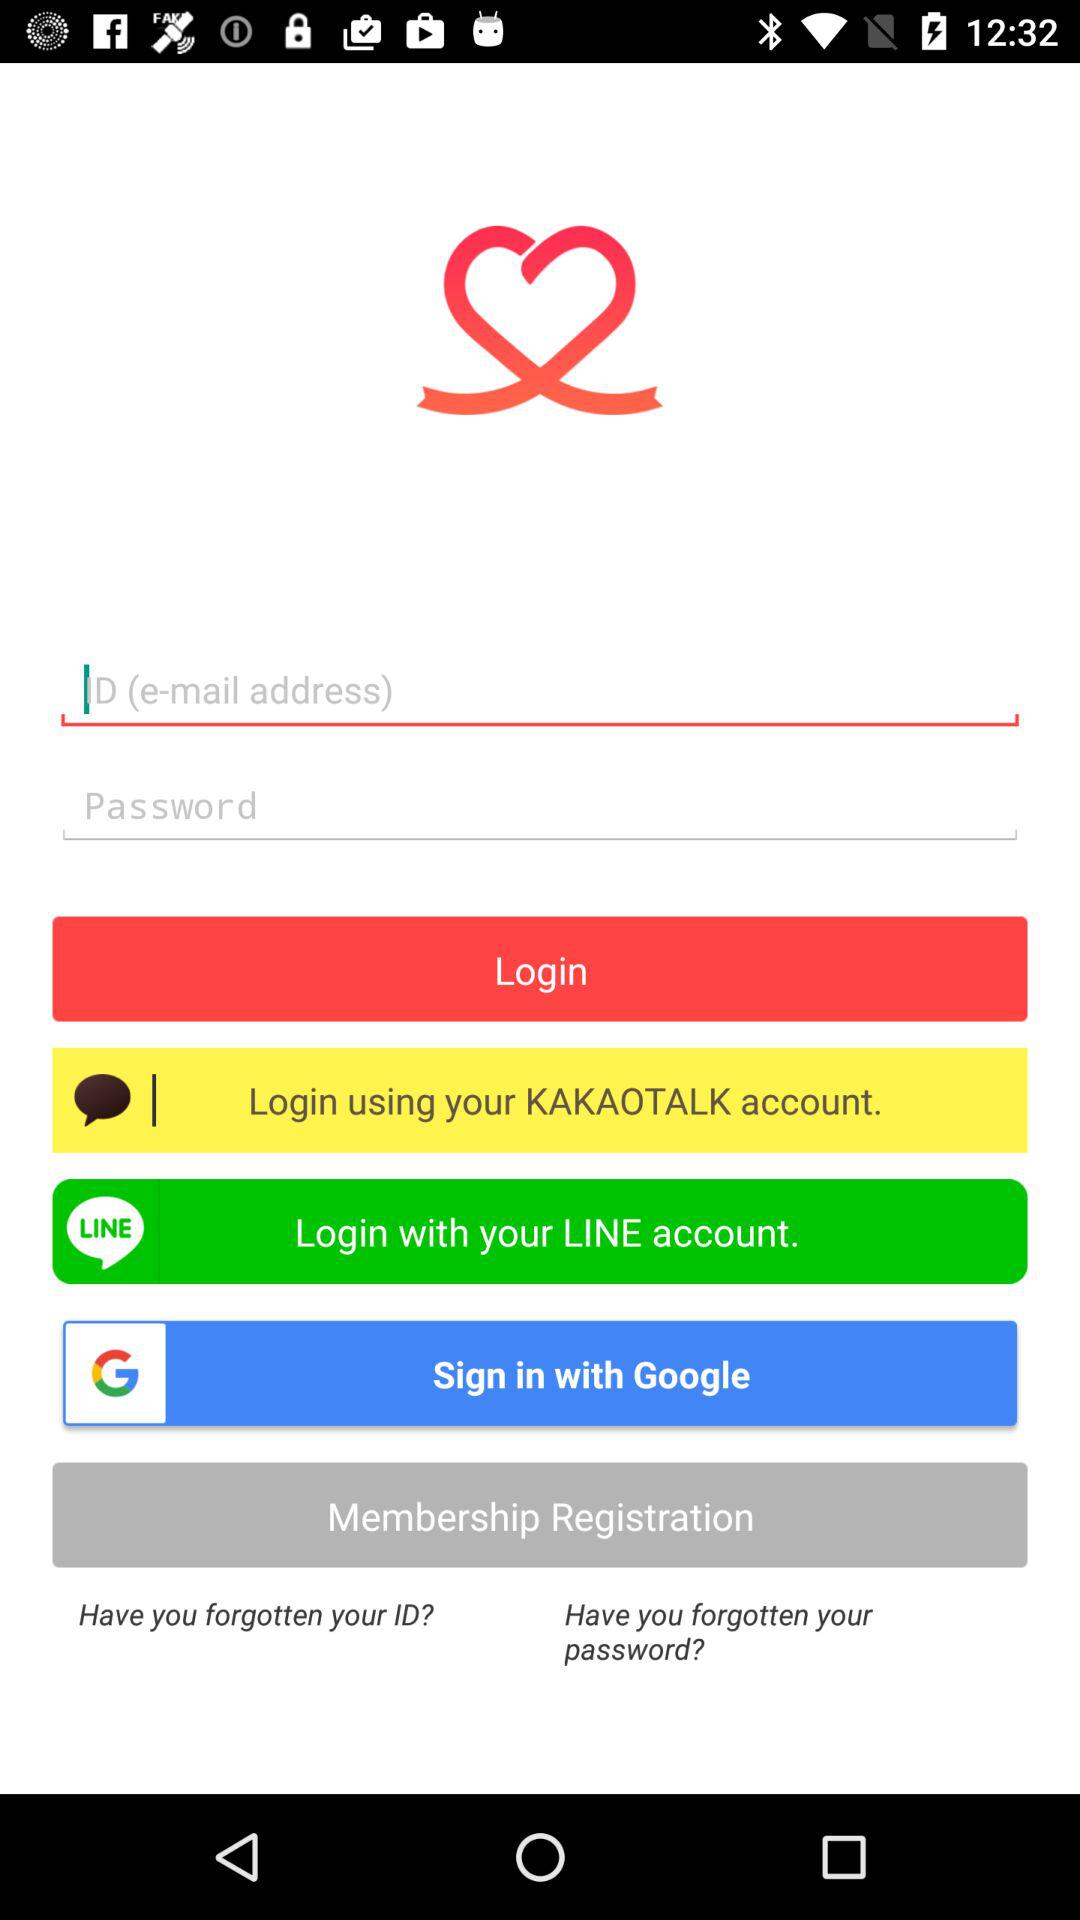 FAKE
12:32
ID (e-mail address)
Password
Login
Login using your KAKAOTALK account.
LINE
Login with your LINE account.
G
Sign in with Google
Membership Registration
Have you forgotten your ID?
Have you forgotten your
password?